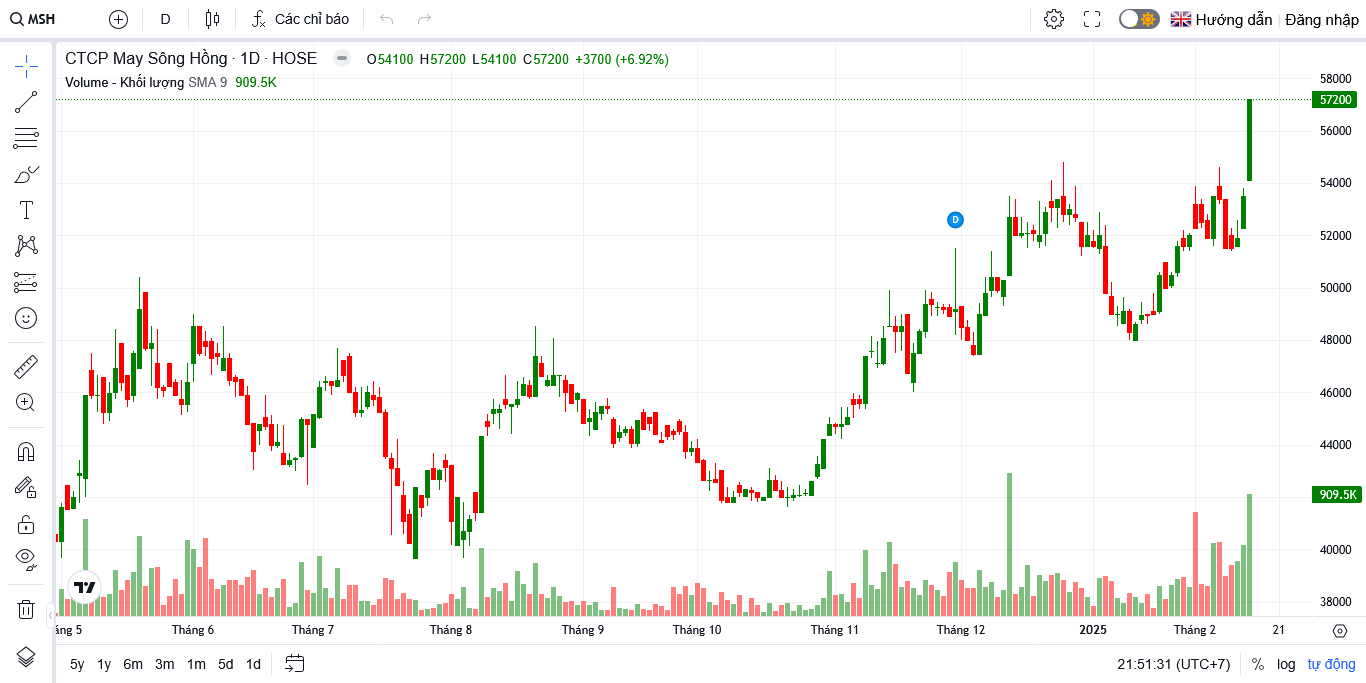 MSH D Các chỉ báo Hướng dẫn Đăng nhập
CTCP May Sông Hồng · 1D · HOSE O54100 H57200 L54100 C57200 +3700 (+6.92%)
Volume - Khối lượng SMA 9 909.5K
58000
57200
56000
54000
52000
D
50000
48000
46000
44000
909.5K
40000
38000
áng 5 Tháng 6 Tháng 7 Tháng 8 Tháng 9 Tháng 10 Tháng 11 Tháng 12 2025 Tháng 2 21
5y 1y 6m 3m 1m 5d 1d 21:51:31 (UTC+7) % log tự động